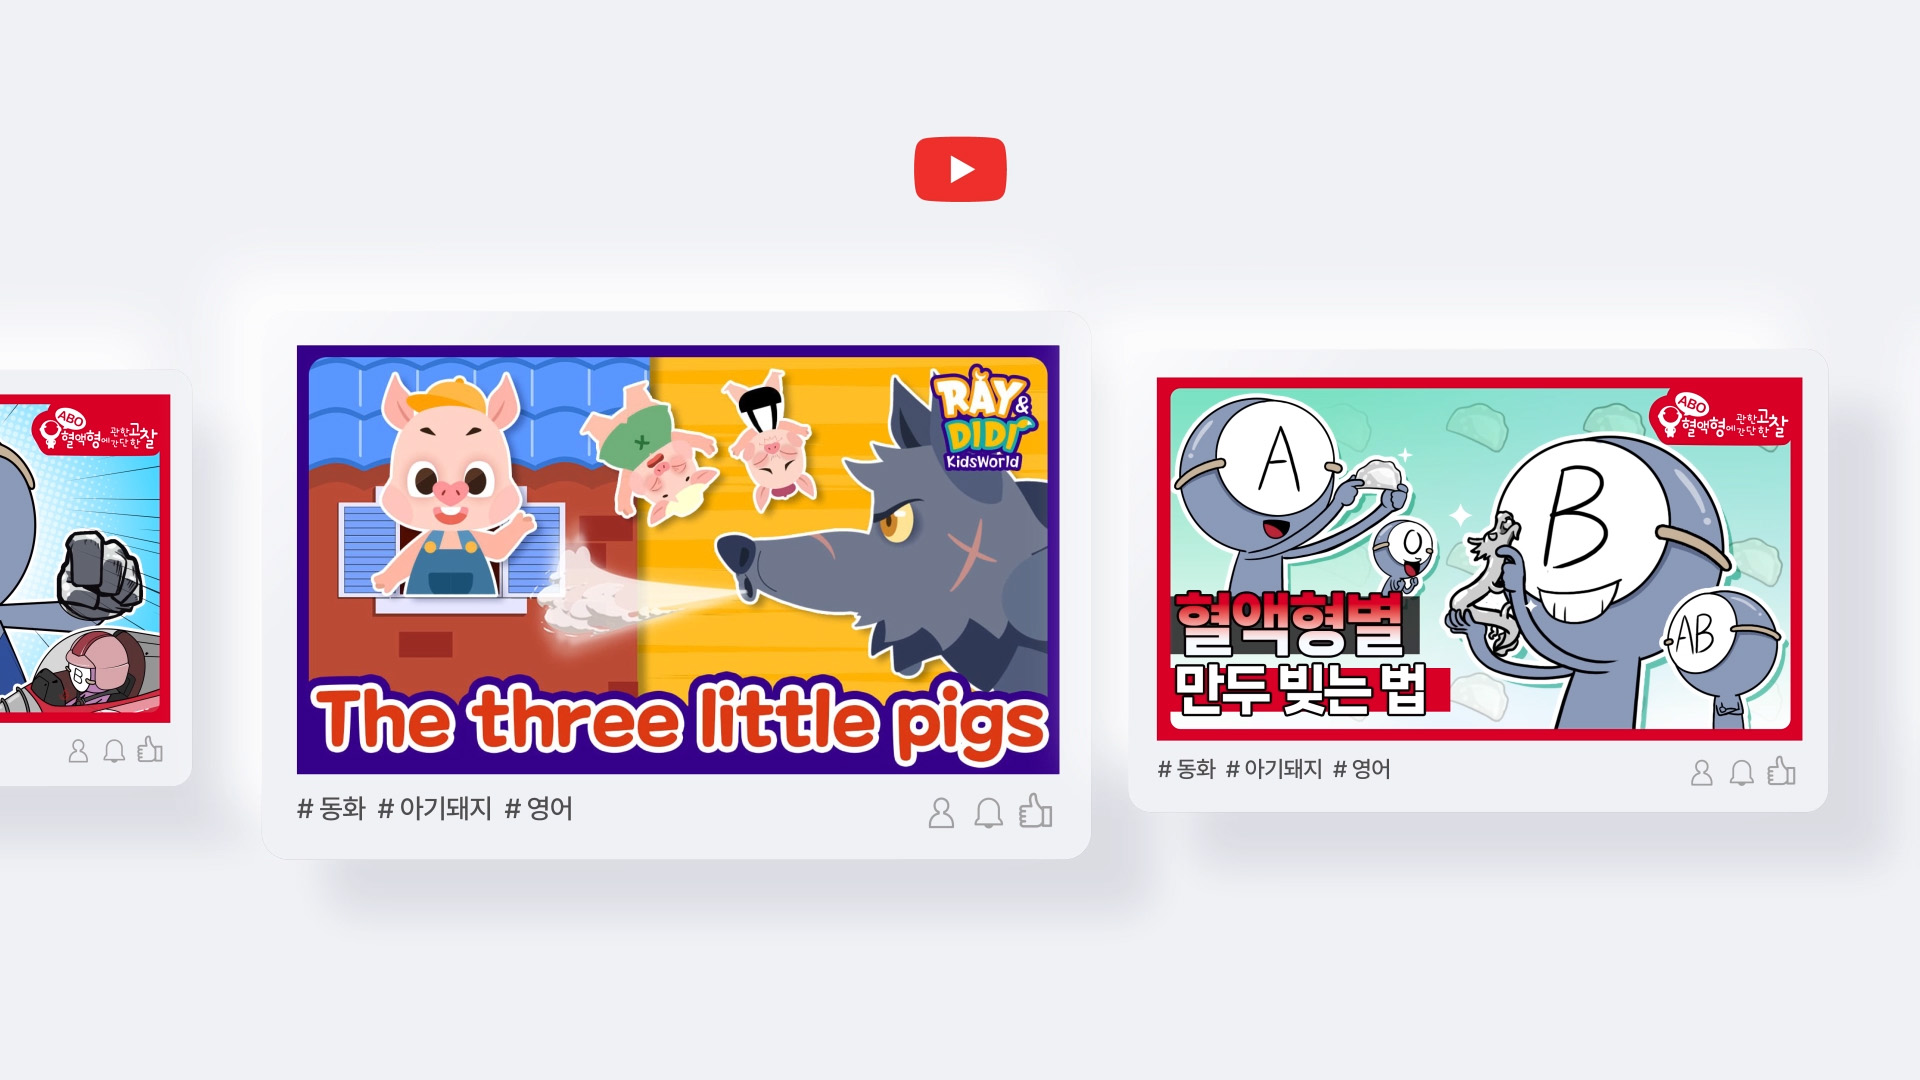 ABO
혈액형에 관한 간단한 고찰
B
RAY
&
DIDI
KidsWorld
The three little pigs
# 동화 # 아기돼지 # 영어
ABO
혈액형에 관한 간단한 고찰
A
O
B
AB
혈액형별
만두 빚는 법
# 동화 # 아기돼지 # 영어